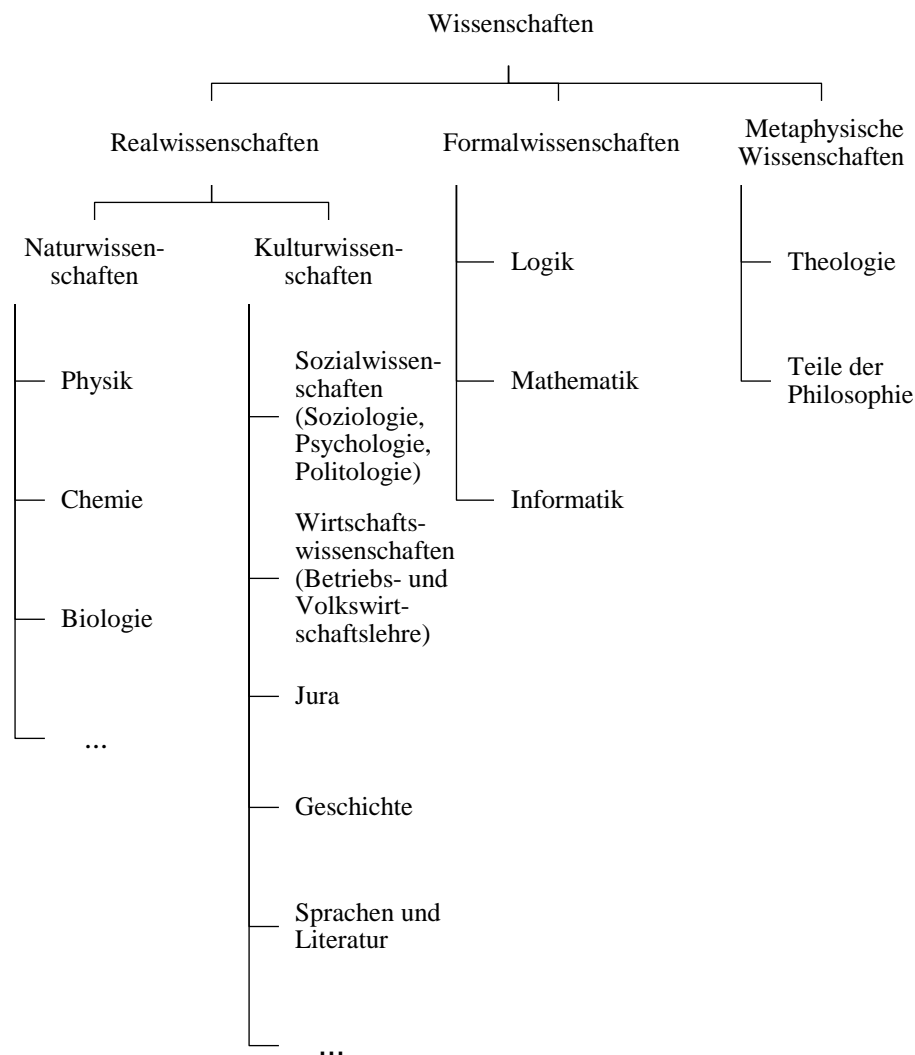 Wissenschaften
Realwissenschaften
Formalwissenschaften
Metaphysische
Wissenschaften
Naturwissen-
schaften
Kulturwissen-
schaften
Physik
Chemie
Biologie
...
Sozialwissen-
schaften
(Soziologie,
Psychologie,
Politologie)
Wirtschafts-
wissenschaften
(Betriebs- und
Volkswirt-
schaftslehre)
Jura
Geschichte
Sprachen und
Literatur
...
Logik
Mathematik
Informatik
Theologie
Teile der
Philosophie